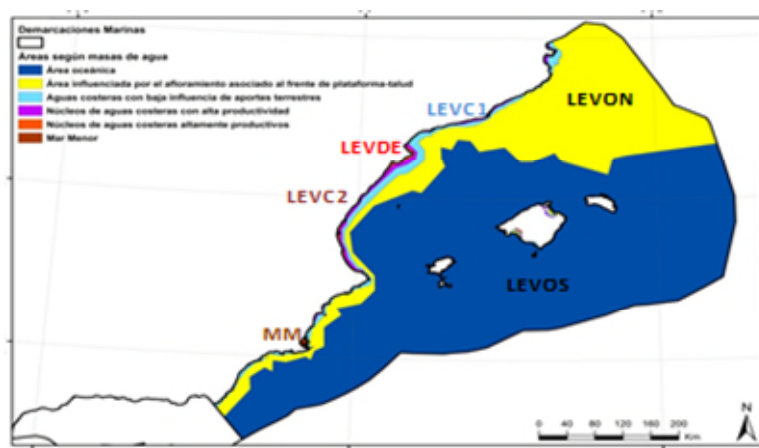 Demarcaciones Marinas
Áreas según masas de agua
Área oceánica
Área influenciada por el afloramiento asociado al frente de plataforma-talud
Aguas costeras con baja influencia de aportes terrestres
Núcleos de aguas costeras con alta productividad
Núcleos de aguas costeras altamente productivos
Mar Menor
LEVON
LEVC1
LEVDE
LEVC2
LEVOS
MM
N
0 40 80 120 160 200
Km